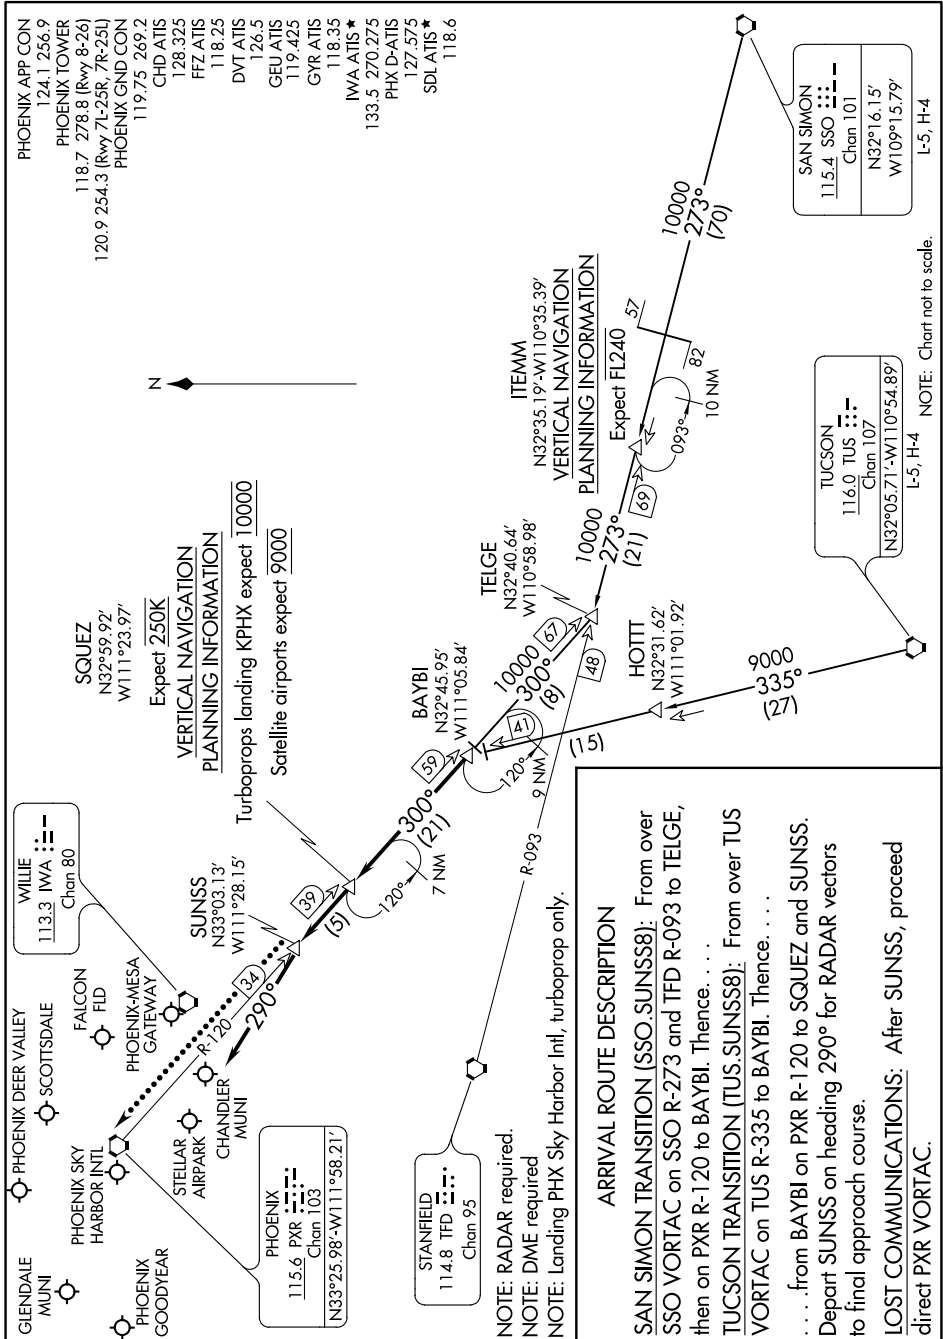 PHOENIX APP CON
124.1 256.9
PHOENIX TOWER
118.7 278.8 (Rwy 8-26)
120.9 254.3 (Rwy 7L-25R, 7R-25L)
PHOENIX GND CON
119.75 269.2
CHD ATIS
128.325
FFZ ATIS
118.25
DVT ATIS
126.5
GEU ATIS
119.425
GYR ATIS
118.35
IWA ATIS★
133.5 270.275
PHX D-ATIS
127.575
SDL ATIS★
118.6
GLENDALE
MUNI
PHOENIX DEER VALLEY
SCOTTSDALE
PHOENIX
GOODYEAR
PHOENIX SKY
HARBOR INTL
FALCON
FLD
PHOENIX-MESA
GATEWAY
STELLAR
AIRPARK
CHANDLER
MUNI
WILLIE
113.3 IWA
Chan 80
PHOENIX
115.6 PXR
Chan 103
N33°25.98'-W111°58.21'
R-120
34
290°
SUNSS
N33°03.13'
W111°28.15'
39
(5)
SQUEZ
N32°59.92'
W111°23.97'
Expect 250K
VERTICAL NAVIGATION
PLANNING INFORMATION
Turboprops landing KPHX expect 10000
Satellite airports expect 9000
120°
7 NM
300°
(21)
59
BAYBI
N32°45.95'
W111°05.84'
120°
9 NM
41
10000
300°
(8)
67
TELGE
N32°40.64'
W110°58.98'
48
R-093
STANFIELD
114.8 TFD
Chan 95
(15)
HOTTT
N32°31.62'
W111°01.92'
9000
335°
(27)
TUCSON
116.0 TUS
Chan 107
N32°05.71'-W110°54.89'
L-5, H-4
10000
273°
(21)
69
ITEMM
N32°35.19'-W110°35.39'
VERTICAL NAVIGATION
PLANNING INFORMATION
Expect FL240
093°
10 NM
82
57
10000
273°
(70)
SAN SIMON
115.4 SSO
Chan 101
N32°16.15'
W109°15.79'
L-5, H-4
N
NOTE: Chart not to scale.
NOTE: RADAR required.
NOTE: DME required
NOTE: Landing PHX Sky Harbor Intl, turboprop only.
ARRIVAL ROUTE DESCRIPTION
SAN SIMON TRANSITION (SSO.SUNSS8): From over
SSO VORTAC on SSO R-273 and TFD R-093 to TELGE,
then on PXR R-120 to BAYBI. Thence. . . .
TUCSON TRANSITION (TUS.SUNSS8): From over TUS
VORTAC on TUS R-335 to BAYBI. Thence. . . .
. . . .from BAYBI on PXR R-120 to SQUEZ and SUNSS.
Depart SUNSS on heading 290° for RADAR vectors
to final approach course.
LOST COMMUNICATIONS: After SUNSS, proceed
direct PXR VORTAC.